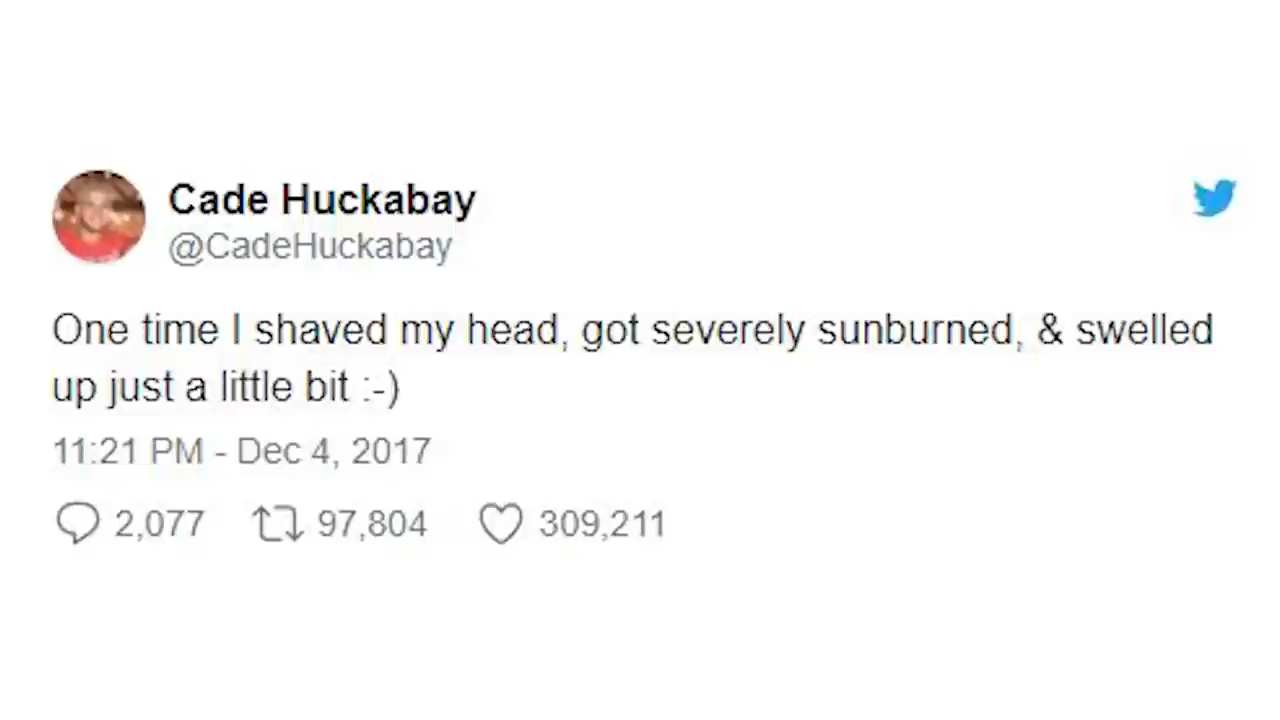 Cade Huckabay
@CadeHuckabay
One time I shaved my head, got severely sunburned, & swelled
up just a little bit :-)
11:21 PM - Dec 4, 2017
2,077 97,804 309,211